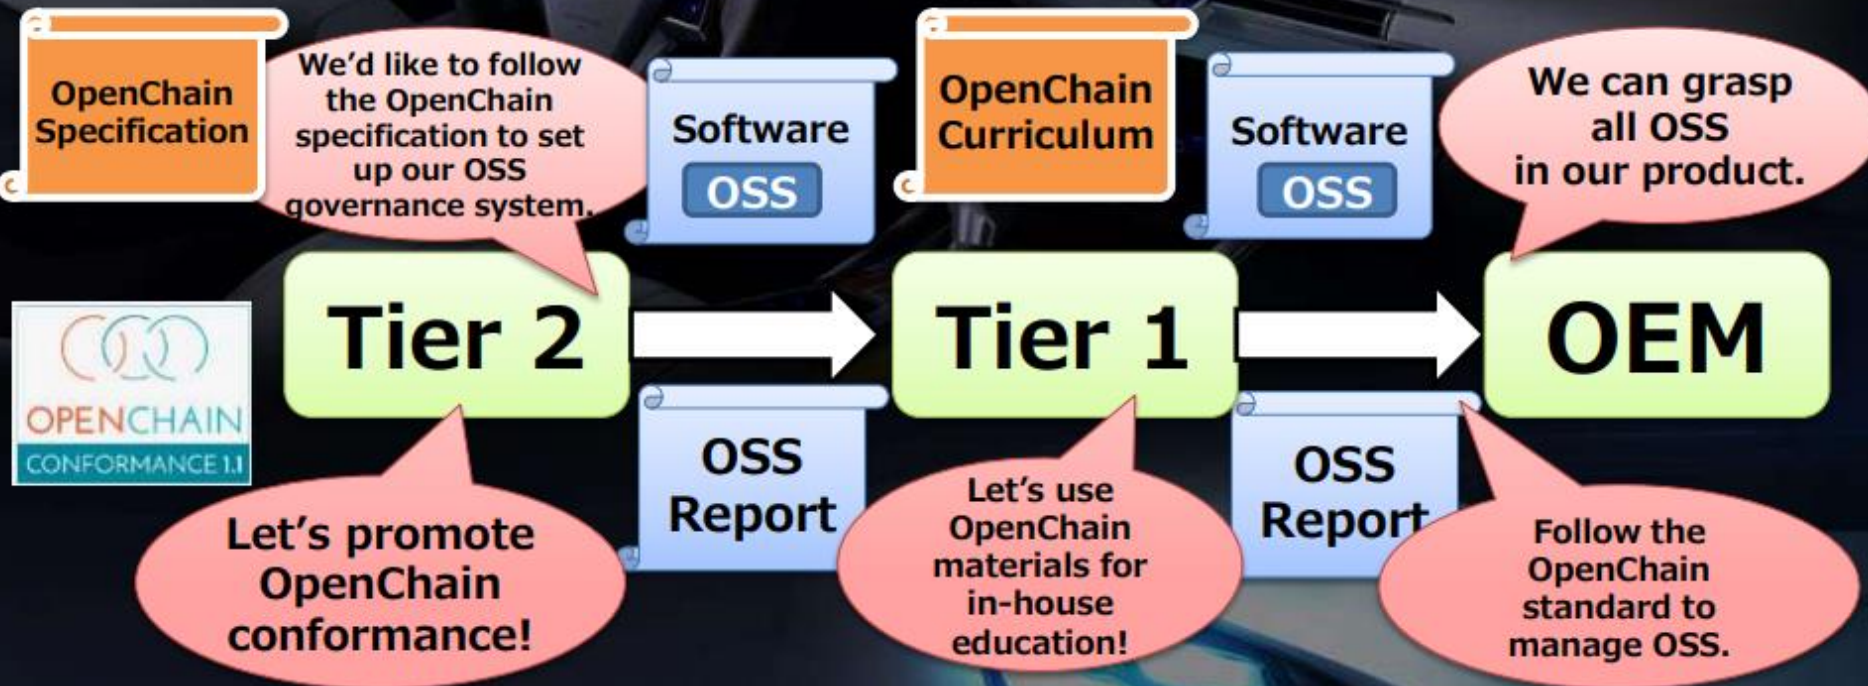 OpenChain
Specification
We'd like to follow
the OpenChain
specification to set
up our OSS
governance system.
Software
OSS
OpenChain
Curriculum
Software
OSS
We can grasp
all OSS
in our product.
Tier 2
Tier 1
OEM
OPENCHAIN
CONFORMANCE 1.1
Let's promote
OpenChain
conformance!
OSS
Report
Let's use
OpenChain
materials for
in-house
education!
OSS
Report
Follow the
OpenChain
standard to
manage OSS.